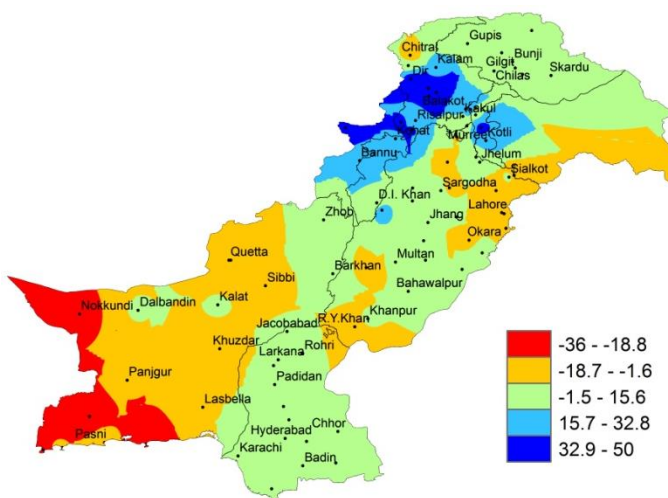 Gupis
Chitral
Kalam
Bunji
Gilgit
Dir
Chilas
Skardu
Kakul
Risalpur
Murree
Kotli
Bannu
Jhelum
Sialkot
Sargodha
D.I. Khan
Lahore
Zhob
Jhang
Okara
Quetta
Multan
Barkhan
Sibbi
Bahawalpur
Nokkundi
Dalbandin
Kalat
Khanpur
R.Y.Khan
Jacobabad
Khuzdar
Larkana
Rohri
Panjgur
Padidan
Lasbella
Pasni
Hyderabad
Chhor
Karachi
Badin
-36 - -18.8
-18.7 - -1.6
-1.5 - 15.6
15.7 - 32.8
32.9 - 50